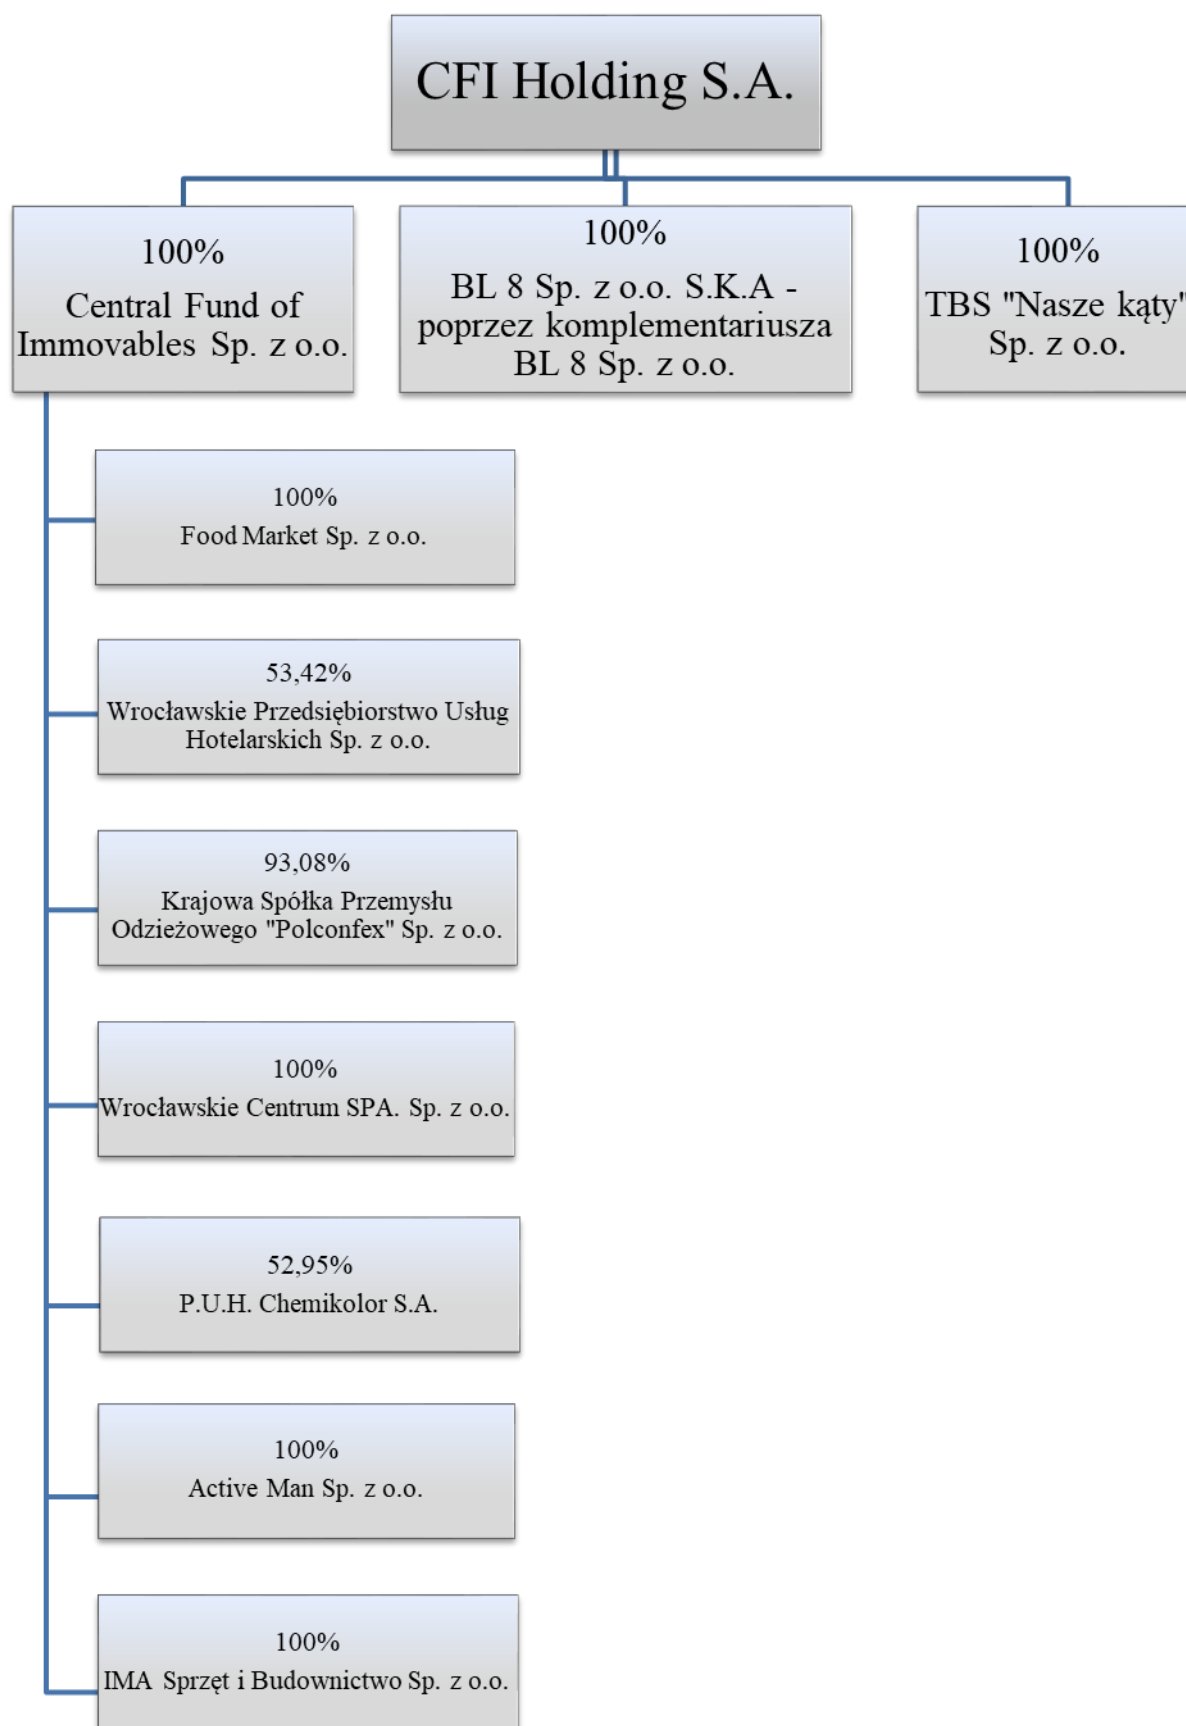 CFI Holding S.A.
100%
Central Fund of
Immovables Sp. z o.o.
100%
BL 8 Sp. z o.o. S.K.A -
poprzez komplementariusza
BL 8 Sp. z o.o.
100%
TBS "Nasze kąty"
Sp. z o.o.
100%
Food Market Sp. z o.o.
53,42%
Wrocławskie Przedsiębiorstwo Usług
Hotelarskich Sp. z o.o.
93,08%
Krajowa Spółka Przemysłu
Odzieżowego "Polconfex" Sp. z o.o.
100%
Wrocławskie Centrum SPA. Sp. z o.o.
52,95%
P.U.H. Chemikolor S.A.
100%
Active Man Sp. z o.o.
100%
IMA Sprzęt i Budownictwo Sp. z o.o.